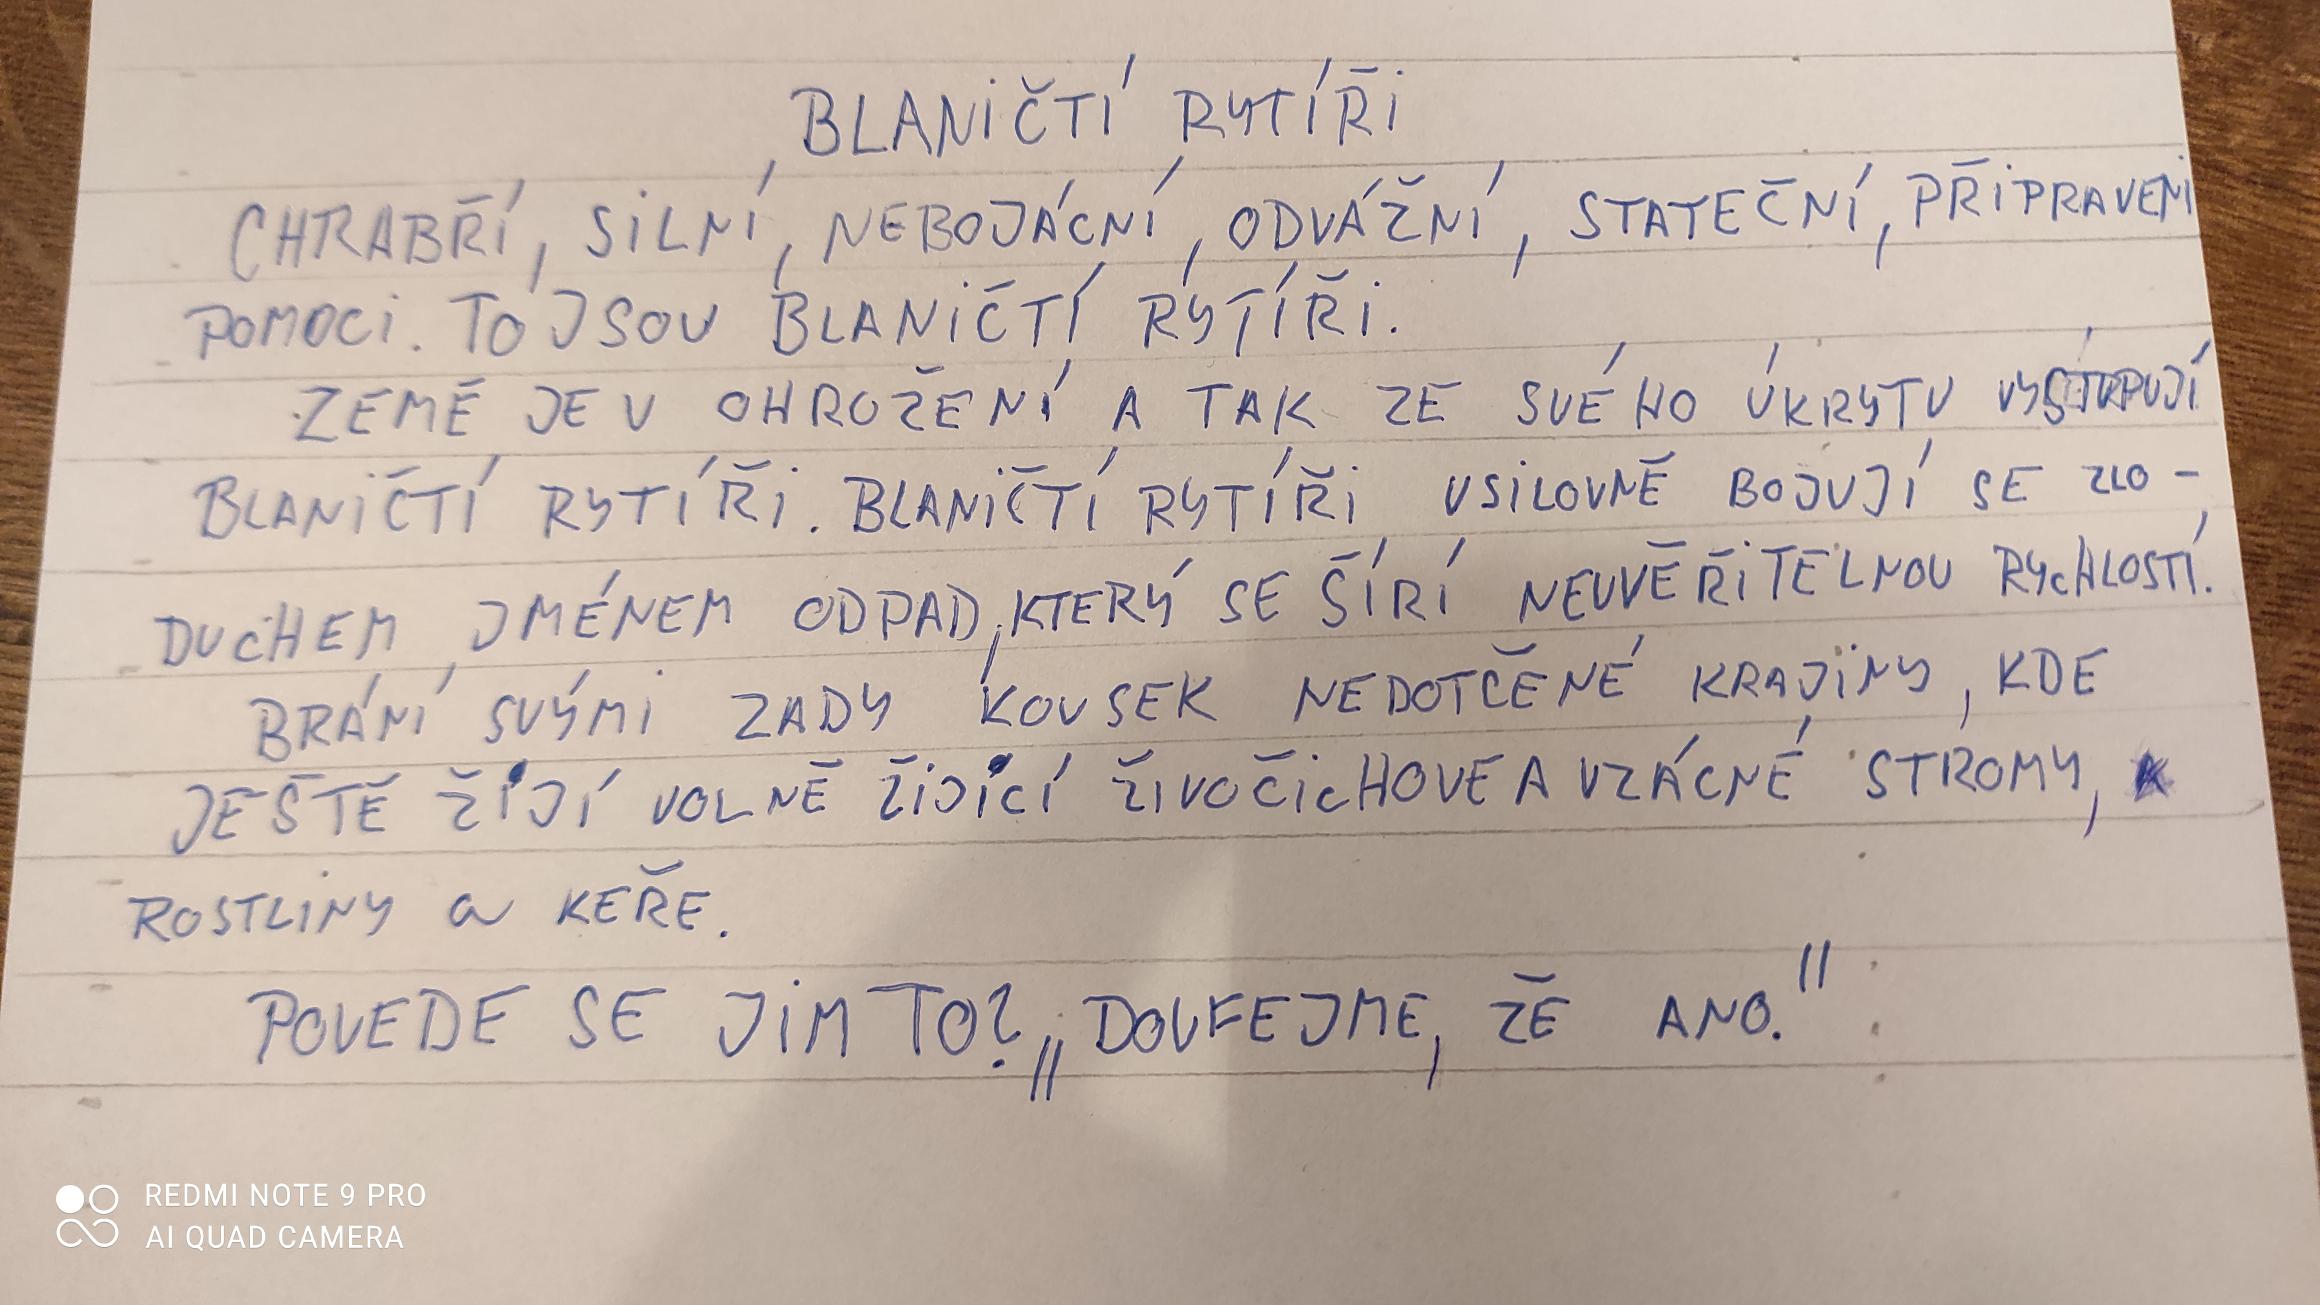 BLANIČTÍ RYTÍŘI
CHRABŘÍ, SILNÍ, NEBOJÁCNÍ, ODVÁŽNÍ, STATEČNÍ, PŘIPRAVENI
POMOCI. TO JSOU BLANIČTÍ RYTÍŘI.
ZEMĚ JE V OHROŽENÍ A TAK ZE SVÉHO ÚKRYTU VYSTUPUJÍ
BLANIČTÍ RYTÍŘI. BLANIČTÍ RYTÍŘI USILOVNĚ BOJUJÍ SE ZLO-
DUCHEM JMÉNEM ODPAD, KTERÝ SE ŠÍŘÍ NEUVĚŘITELNOU RYCHLOSTÍ.
BRÁNÍ SVÝMI ZADY KOUSEK NEDOTČENÉ KRAJINY, KDE
JEŠTĚ ŽIJÍ VOLNĚ ŽIJÍCÍ ŽIVOČICHOVÉ A VZÁCNÉ STROMY,
ROSTLINY a KEŘE.
POVEDE SE JIM TO? „DOUFEJME, ŽE ANO."
REDMI NOTE 9 PRO
AI QUAD CAMERA